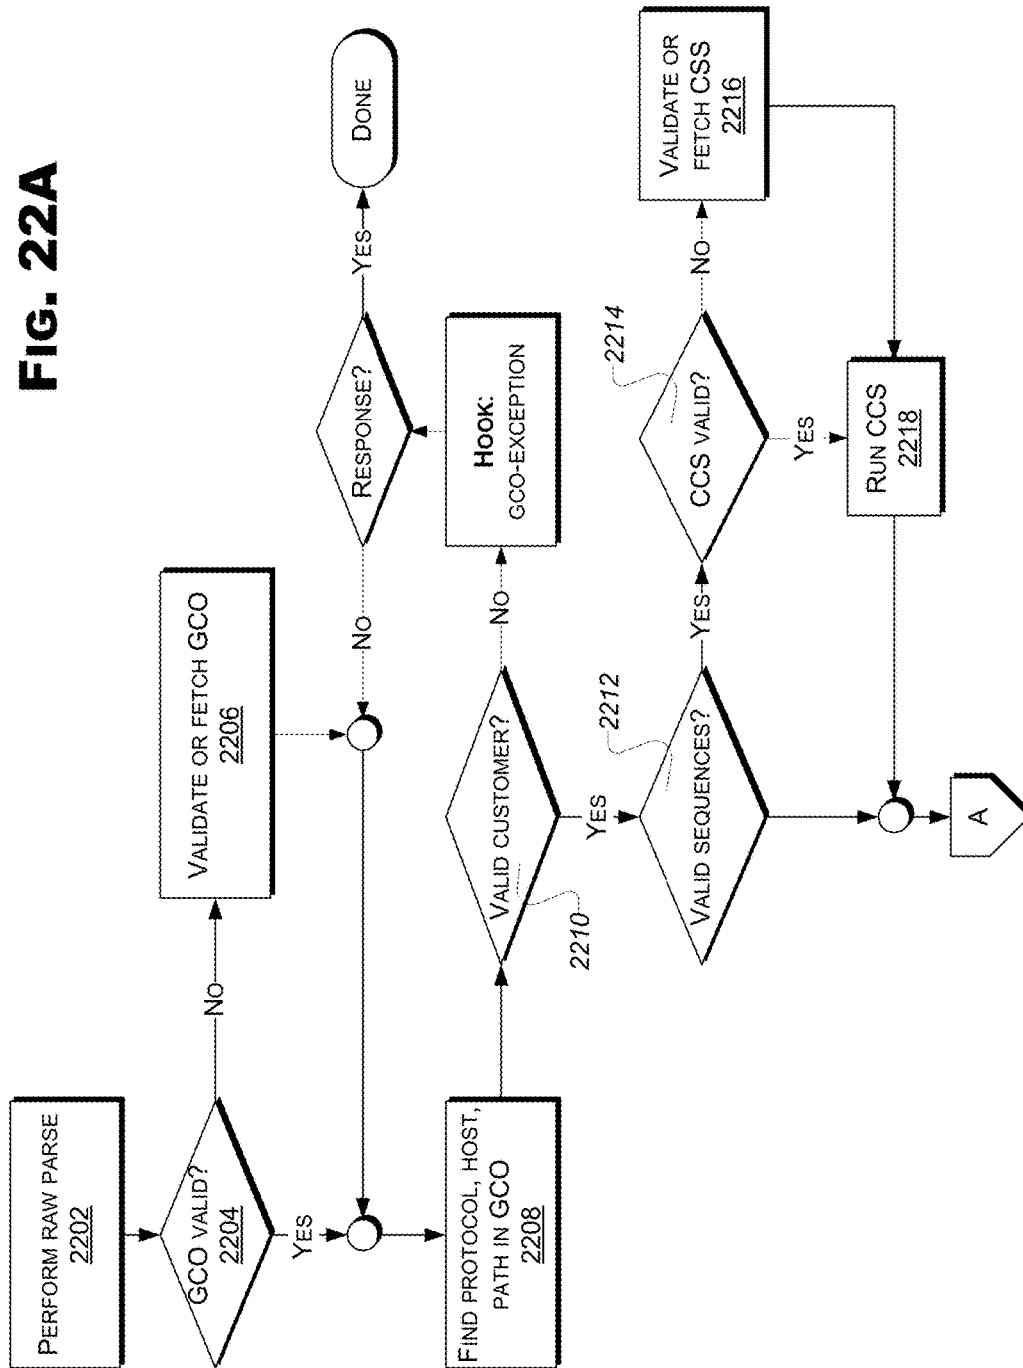 FIG. 22A
PERFORM RAW PARSE
2202
GCO VALID?
2204
NO
YES
VALIDATE OR FETCH GCO
2206
FIND PROTOCOL, HOST,
PATH IN GCO
2208
VALID CUSTOMER?
2210
NO
YES
HOOK:
GCO-EXCEPTION
RESPONSE?
NO
YES
DONE
VALID SEQUENCES?
2212
YES
CCS VALID?
2214
NO
YES
VALIDATE OR
FETCH CSS
2216
RUN CCS
2218
A